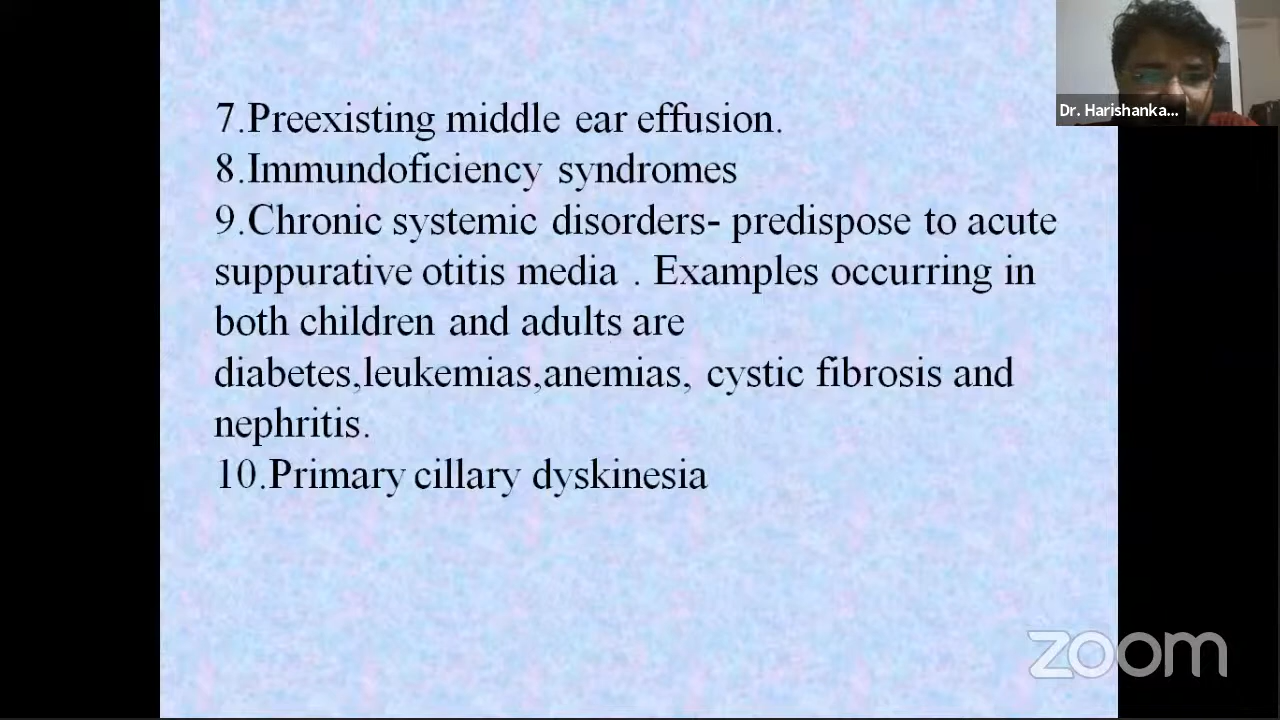 Dr. Harishanka...
7.Preexisting middle ear effusion.
8.Immundoficiency syndromes
9.Chronic systemic disorders- predispose to acute
suppurative otitis media . Examples occurring in
both children and adults are
diabetes,leukemias,anemias, cystic fibrosis and
nephritis.
10.Primary cillary dyskinesia
zoom